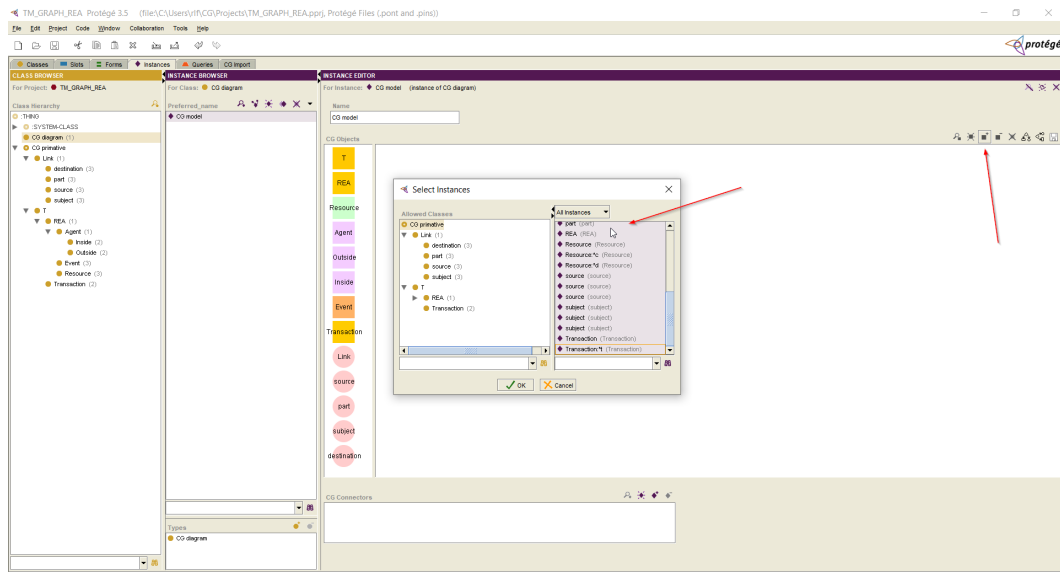 TM_GRAPH_REA Protégé 3.5 (file:\C:\Users\rlf\CG\Projects\TM_GRAPH_REA.pprj, Protégé Files (.pont and .pins))
File Edit Project Code Window Collaboration Tools Help
protégé
Classes Slots Forms Instances Queries CG Import
CLASS BROWSER
For Project: TM_GRAPH_REA
Class Hierarchy
:THING
:SYSTEM-CLASS
CG diagram (1)
CG primative
Link (1)
destination (3)
part (3)
source (3)
subject (3)
T
REA (1)
Agent (1)
Inside (2)
Outside (2)
Event (3)
Resource (3)
Transaction (2)
INSTANCE BROWSER
For Class: CG diagram
Preferred_name
CG model
Types
CG diagram
INSTANCE EDITOR
For Instance: CG model (instance of CG diagram)
Name
CG model
CG Objects
T
REA
Resource
Agent
Outside
Inside
Event
Transaction
Link
source
part
subject
destination
Select Instances
Allowed Classes
CG primative
Link (1)
destination (3)
part (3)
source (3)
subject (3)
T
REA (1)
Transaction (2)
All Instances
part (part)
REA (REA)
Resource (Resource)
Resource:*c (Resource)
Resource:*d (Resource)
source (source)
source (source)
source (source)
subject (subject)
subject (subject)
subject (subject)
Transaction (Transaction)
Transaction:*t (Transaction)
OK Cancel
CG Connectors